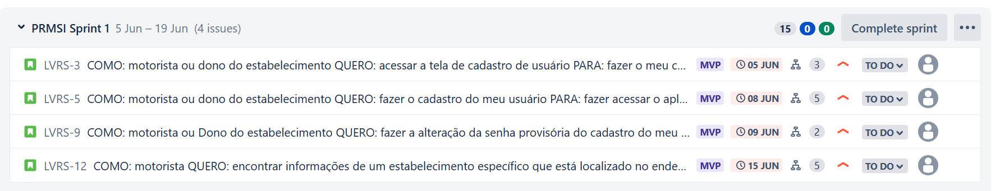 PRMSI Sprint 1 5 Jun – 19 Jun (4 issues) 15 0 0 Complete sprint
LVRS-3 COMO: motorista ou dono do estabelecimento QUERO: acessar a tela de cadastro de usuário PARA: fazer o meu c... MVP 05 JUN 3 TO DO
LVRS-5 COMO: motorista ou dono do estabelecimento QUERO: fazer o cadastro do meu usuário PARA: fazer acessar o apl... MVP 08 JUN 5 TO DO
LVRS-9 COMO: motorista ou Dono do estabelecimento QUERO: fazer a alteração da senha provisória do cadastro do meu ... MVP 09 JUN 2 TO DO
LVRS-12 COMO: motorista QUERO: encontrar informações de um estabelecimento específico que está localizado no ende... MVP 15 JUN 5 TO DO